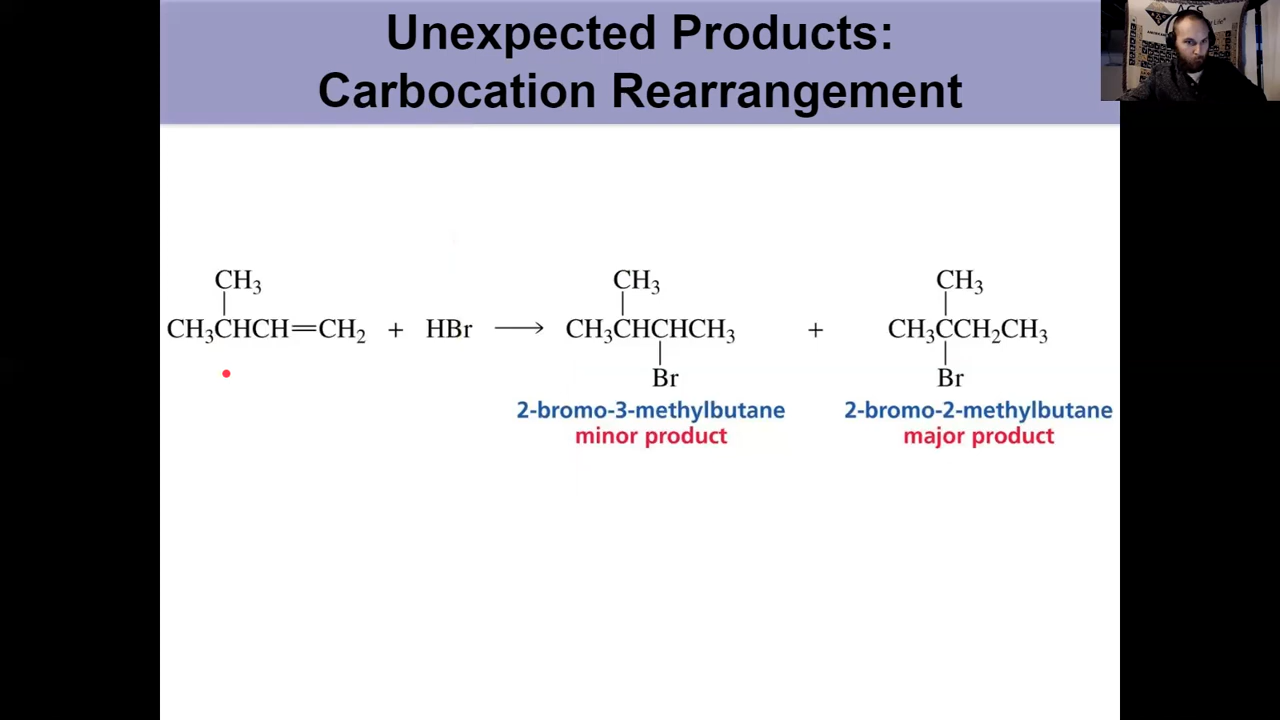 Unexpected Products:
Carbocation Rearrangement
CH₃
CH₃CHCH=CH₂ + HBr ⟶
CH₃
CH₃CHCHCH₃
Br
2-bromo-3-methylbutane
minor product
+
CH₃
CH₃CCH₂CH₃
Br
2-bromo-2-methylbutane
major product
ACS